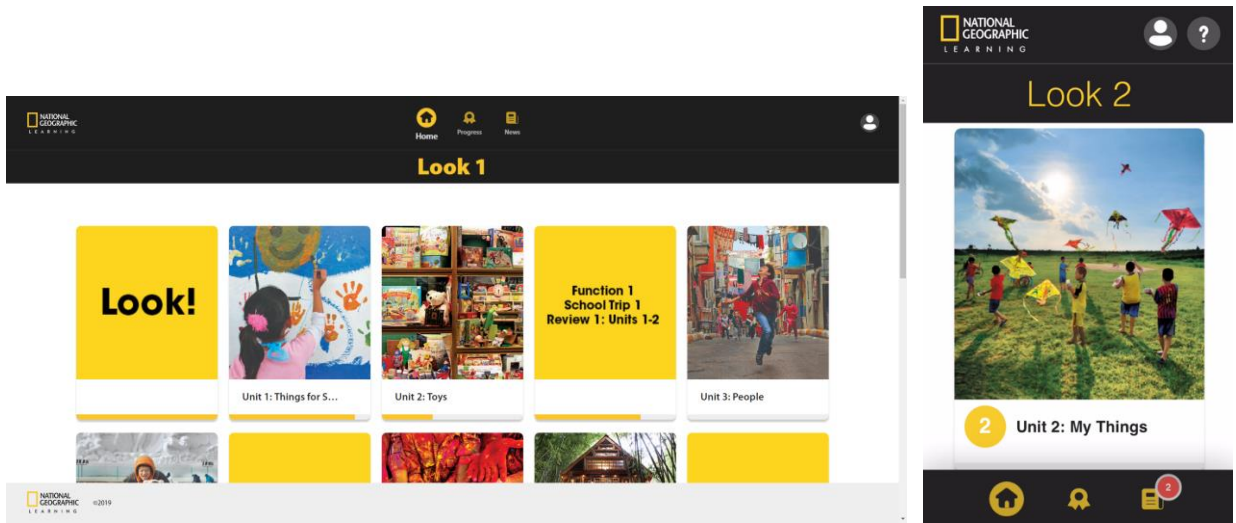 NATIONAL
GEOGRAPHIC
LEARNING
Home
Progress
News
Look 1
Look!
Unit 1: Things for S...
Unit 2: Toys
Function 1
School Trip 1
Review 1: Units 1-2
Unit 3: People
NATIONAL
GEOGRAPHIC
LEARNING
©2019
NATIONAL
GEOGRAPHIC
LEARNING
?
Look 2
2
Unit 2: My Things
2